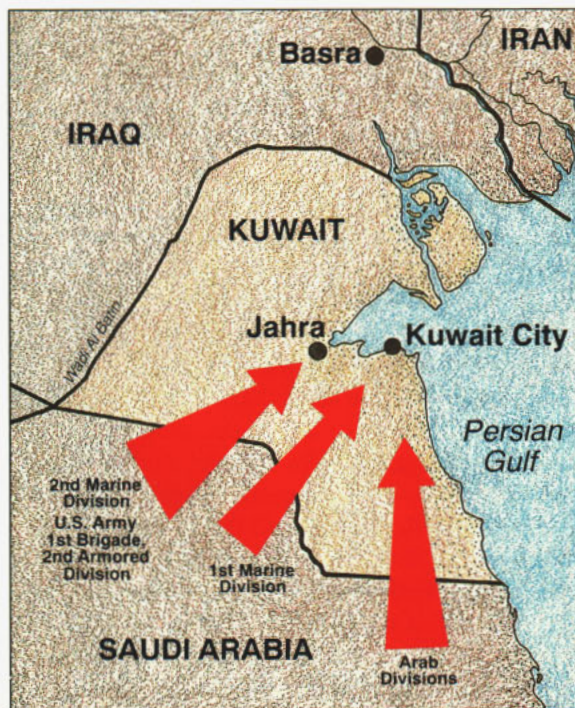 Basra
IRAN
IRAQ
KUWAIT
Wadi Al Batin
Jahra
Kuwait City
Persian
Gulf
2nd Marine
Division
U.S. Army
1st Brigade,
2nd Armored
Division
1st Marine
Division
SAUDI ARABIA
Arab
Divisions